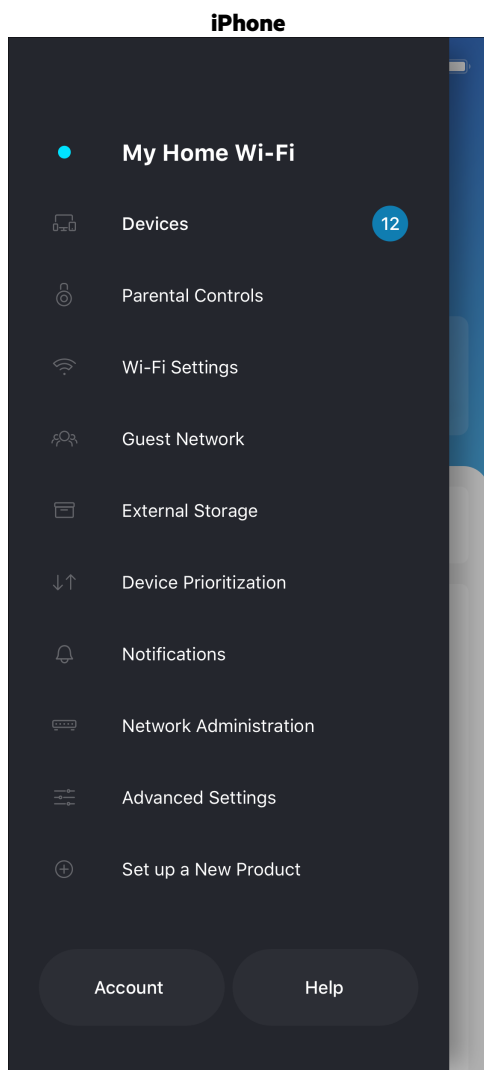 iPhone
My Home Wi-Fi
Devices 12
Parental Controls
Wi-Fi Settings
Guest Network
External Storage
Device Prioritization
Notifications
Network Administration
Advanced Settings
Set up a New Product
Account Help